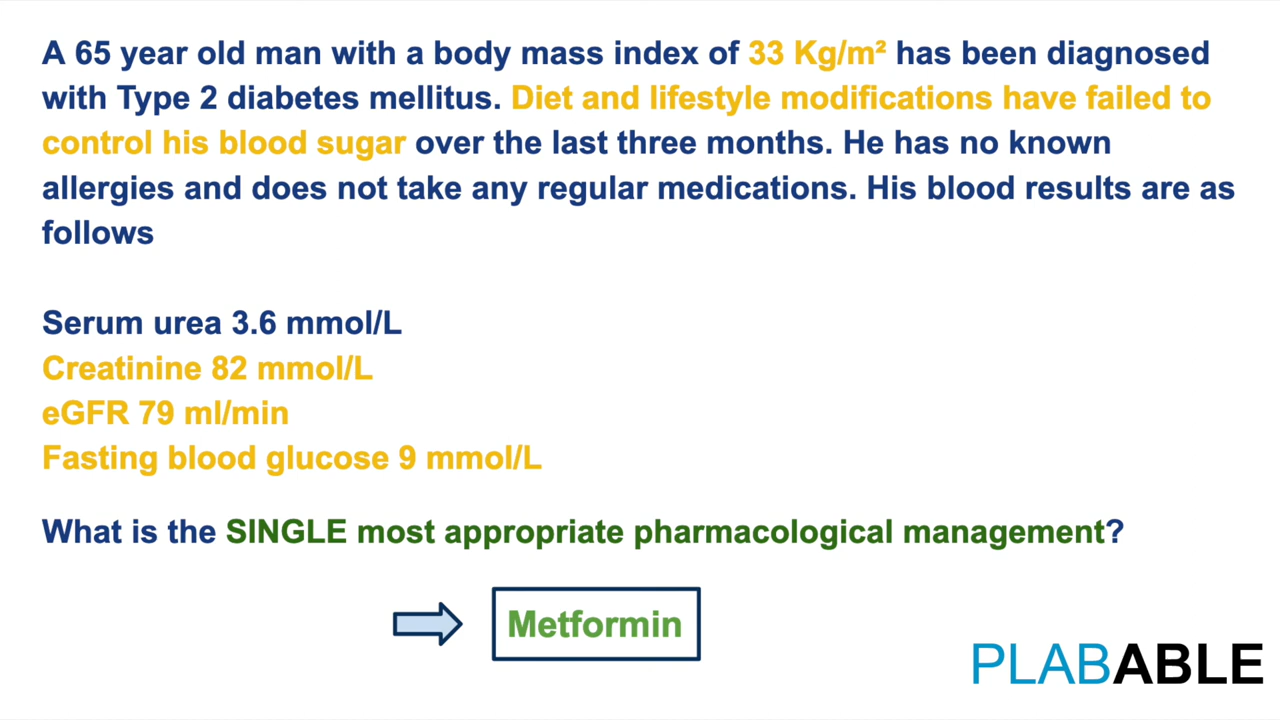 A 65 year old man with a body mass index of 33 Kg/m² has been diagnosed
with Type 2 diabetes mellitus. Diet and lifestyle modifications have failed to
control his blood sugar over the last three months. He has no known
allergies and does not take any regular medications. His blood results are as
follows
Serum urea 3.6 mmol/L
Creatinine 82 mmol/L
eGFR 79 ml/min
Fasting blood glucose 9 mmol/L
What is the SINGLE most appropriate pharmacological management?
Metformin
PLABABLE